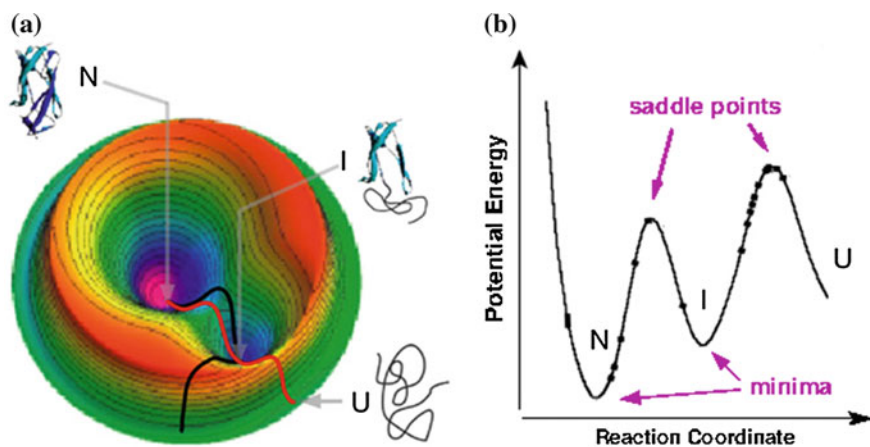 (a)
N
I
U
(b)
saddle points
Potential Energy
N
I
U
minima
Reaction Coordinate